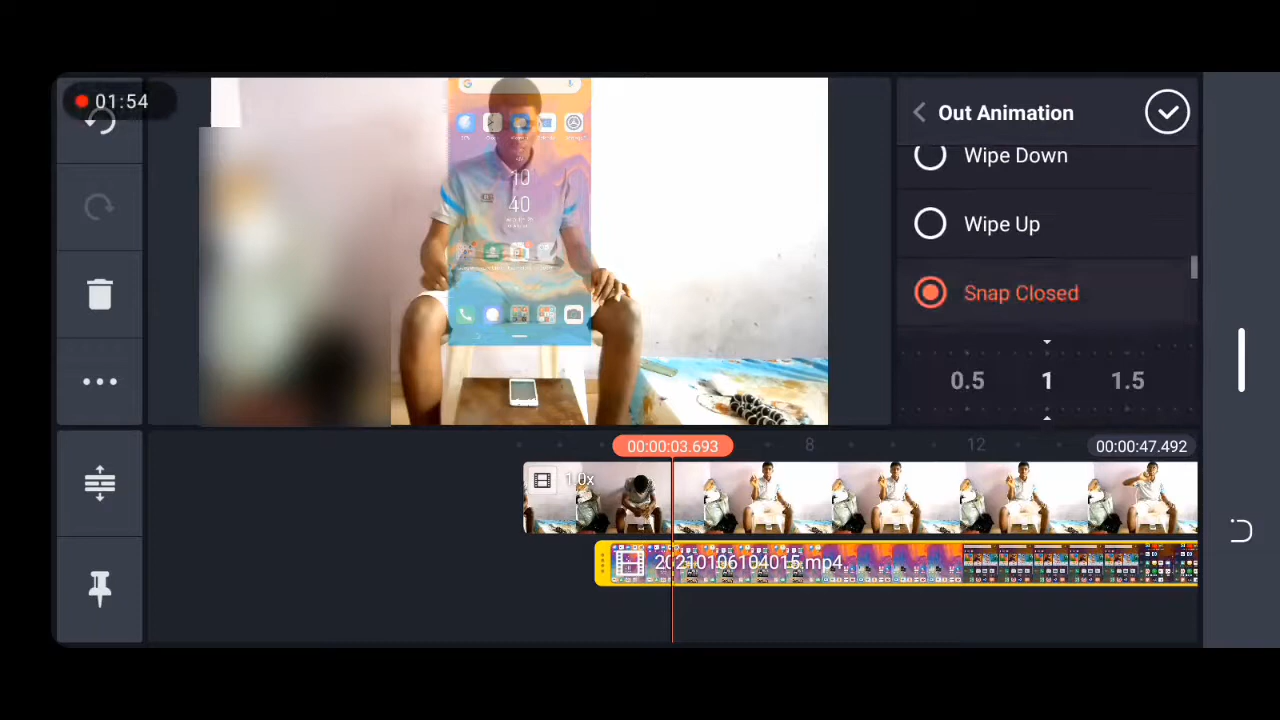 01:54
Out Animation
Wipe Down
Wipe Up
Snap Closed
0.5 1 1.5
10
40
00:00:03.693
8
12
00:00:47.492
1.0x
20210106104015.mp4